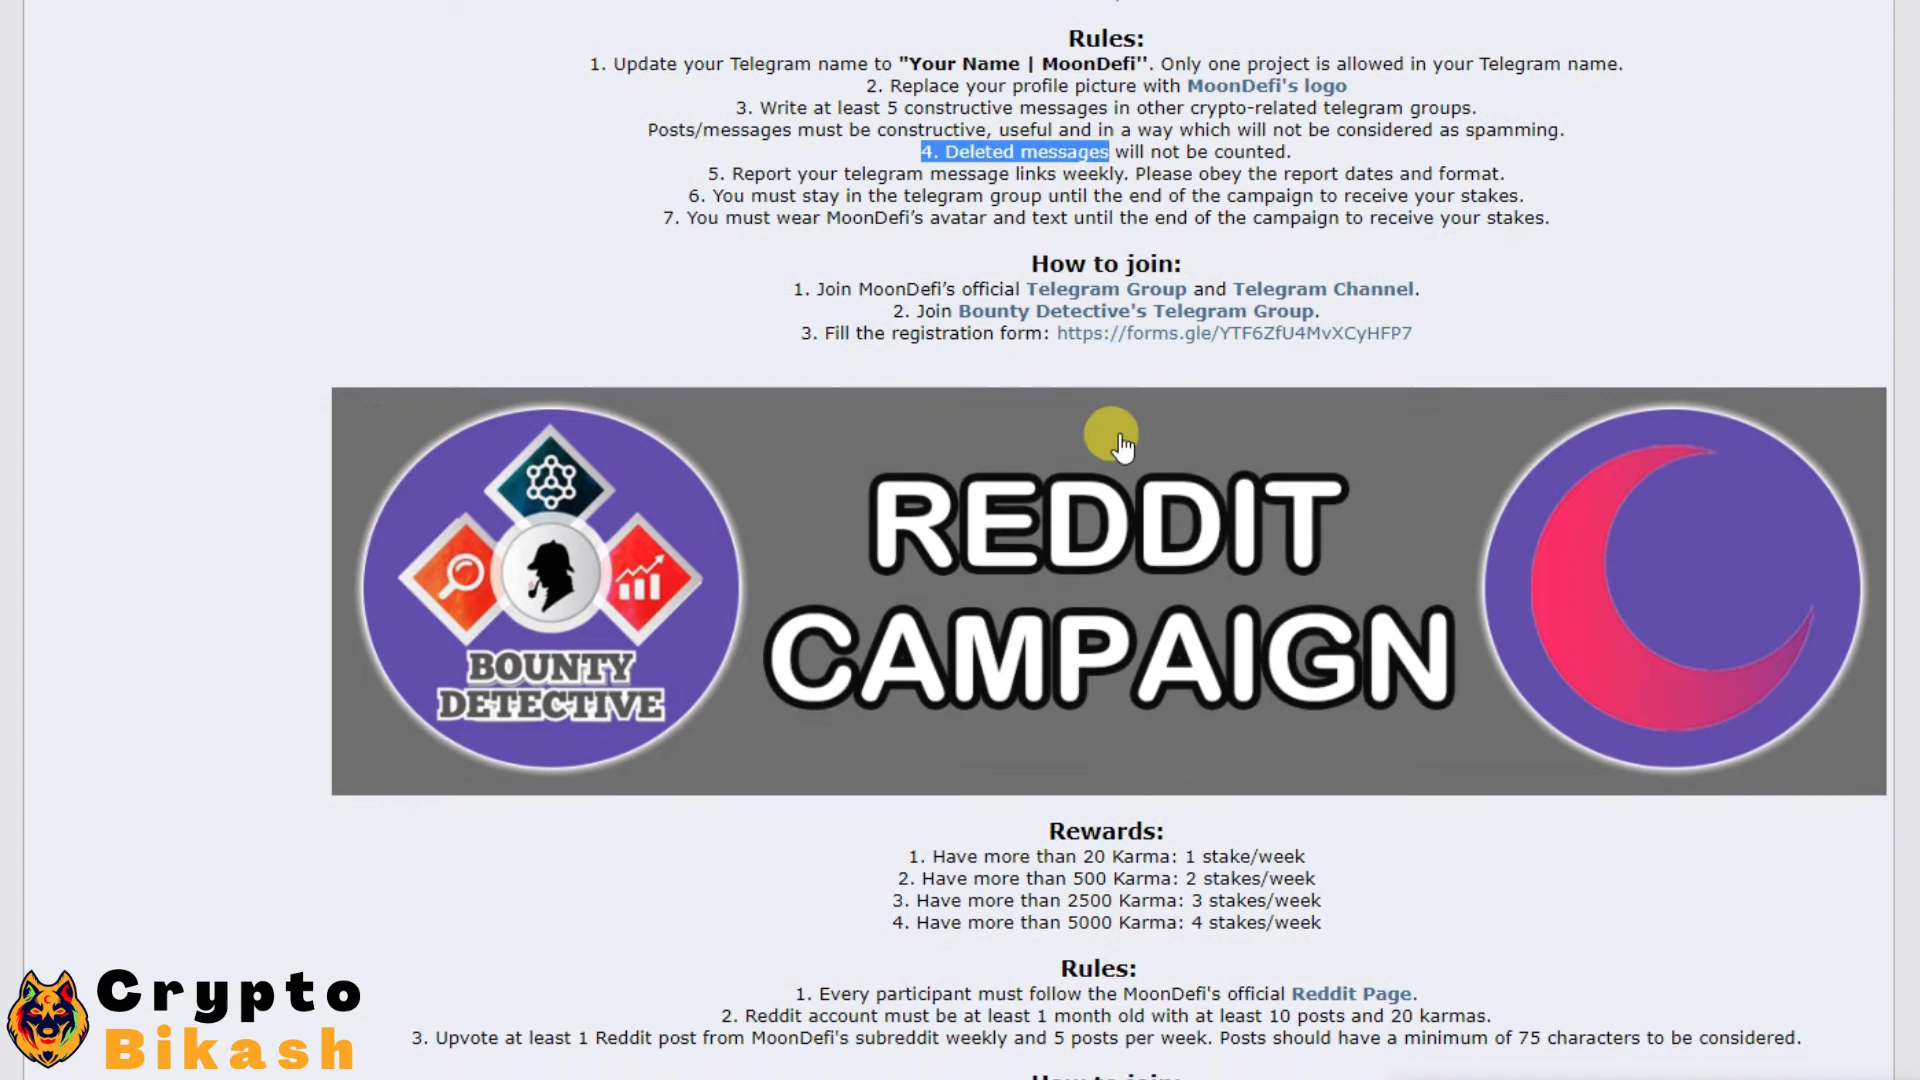 Rules:
1. Update your Telegram name to "Your Name | MoonDefi''. Only one project is allowed in your Telegram name.
2. Replace your profile picture with MoonDefi's logo
3. Write at least 5 constructive messages in other crypto-related telegram groups.
Posts/messages must be constructive, useful and in a way which will not be considered as spamming.
4. Deleted messages will not be counted.
5. Report your telegram message links weekly. Please obey the report dates and format.
6. You must stay in the telegram group until the end of the campaign to receive your stakes.
7. You must wear MoonDefi’s avatar and text until the end of the campaign to receive your stakes.
How to join:
1. Join MoonDefi’s official Telegram Group and Telegram Channel.
2. Join Bounty Detective's Telegram Group.
3. Fill the registration form: https://forms.gle/YTF6ZfU4MvXCyHFP7
REDDIT
CAMPAIGN
BOUNTY
DETECTIVE
Rewards:
1. Have more than 20 Karma: 1 stake/week
2. Have more than 500 Karma: 2 stakes/week
3. Have more than 2500 Karma: 3 stakes/week
4. Have more than 5000 Karma: 4 stakes/week
Rules:
1. Every participant must follow the MoonDefi's official Reddit Page.
2. Reddit account must be at least 1 month old with at least 10 posts and 20 karmas.
3. Upvote at least 1 Reddit post from MoonDefi's subreddit weekly and 5 posts per week. Posts should have a minimum of 75 characters to be considered.
How to join:
Crypto
Bikash